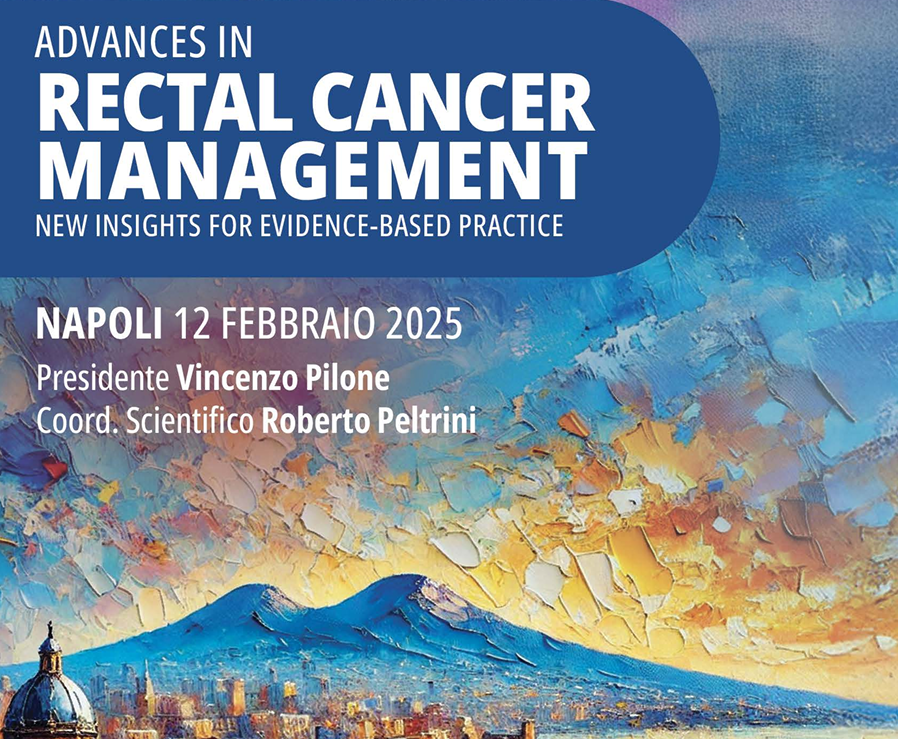 ADVANCES IN
RECTAL CANCER
MANAGEMENT
NEW INSIGHTS FOR EVIDENCE-BASED PRACTICE
NAPOLI 12 FEBBRAIO 2025
Presidente Vincenzo Pilone
Coord. Scientifico Roberto Peltrini